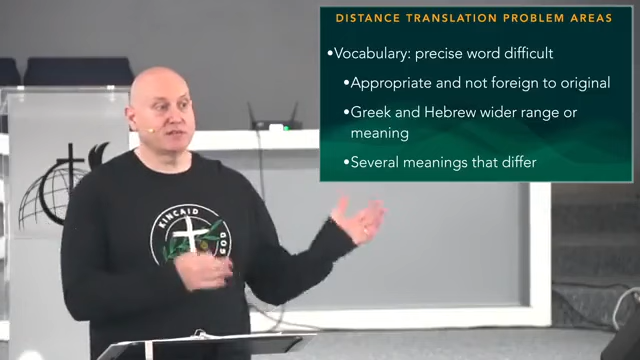 DISTANCE TRANSLATION PROBLEM AREAS
•Vocabulary: precise word difficult
•Appropriate and not foreign to original
•Greek and Hebrew wider range or
meaning
•Several meanings that differ
KINCAID